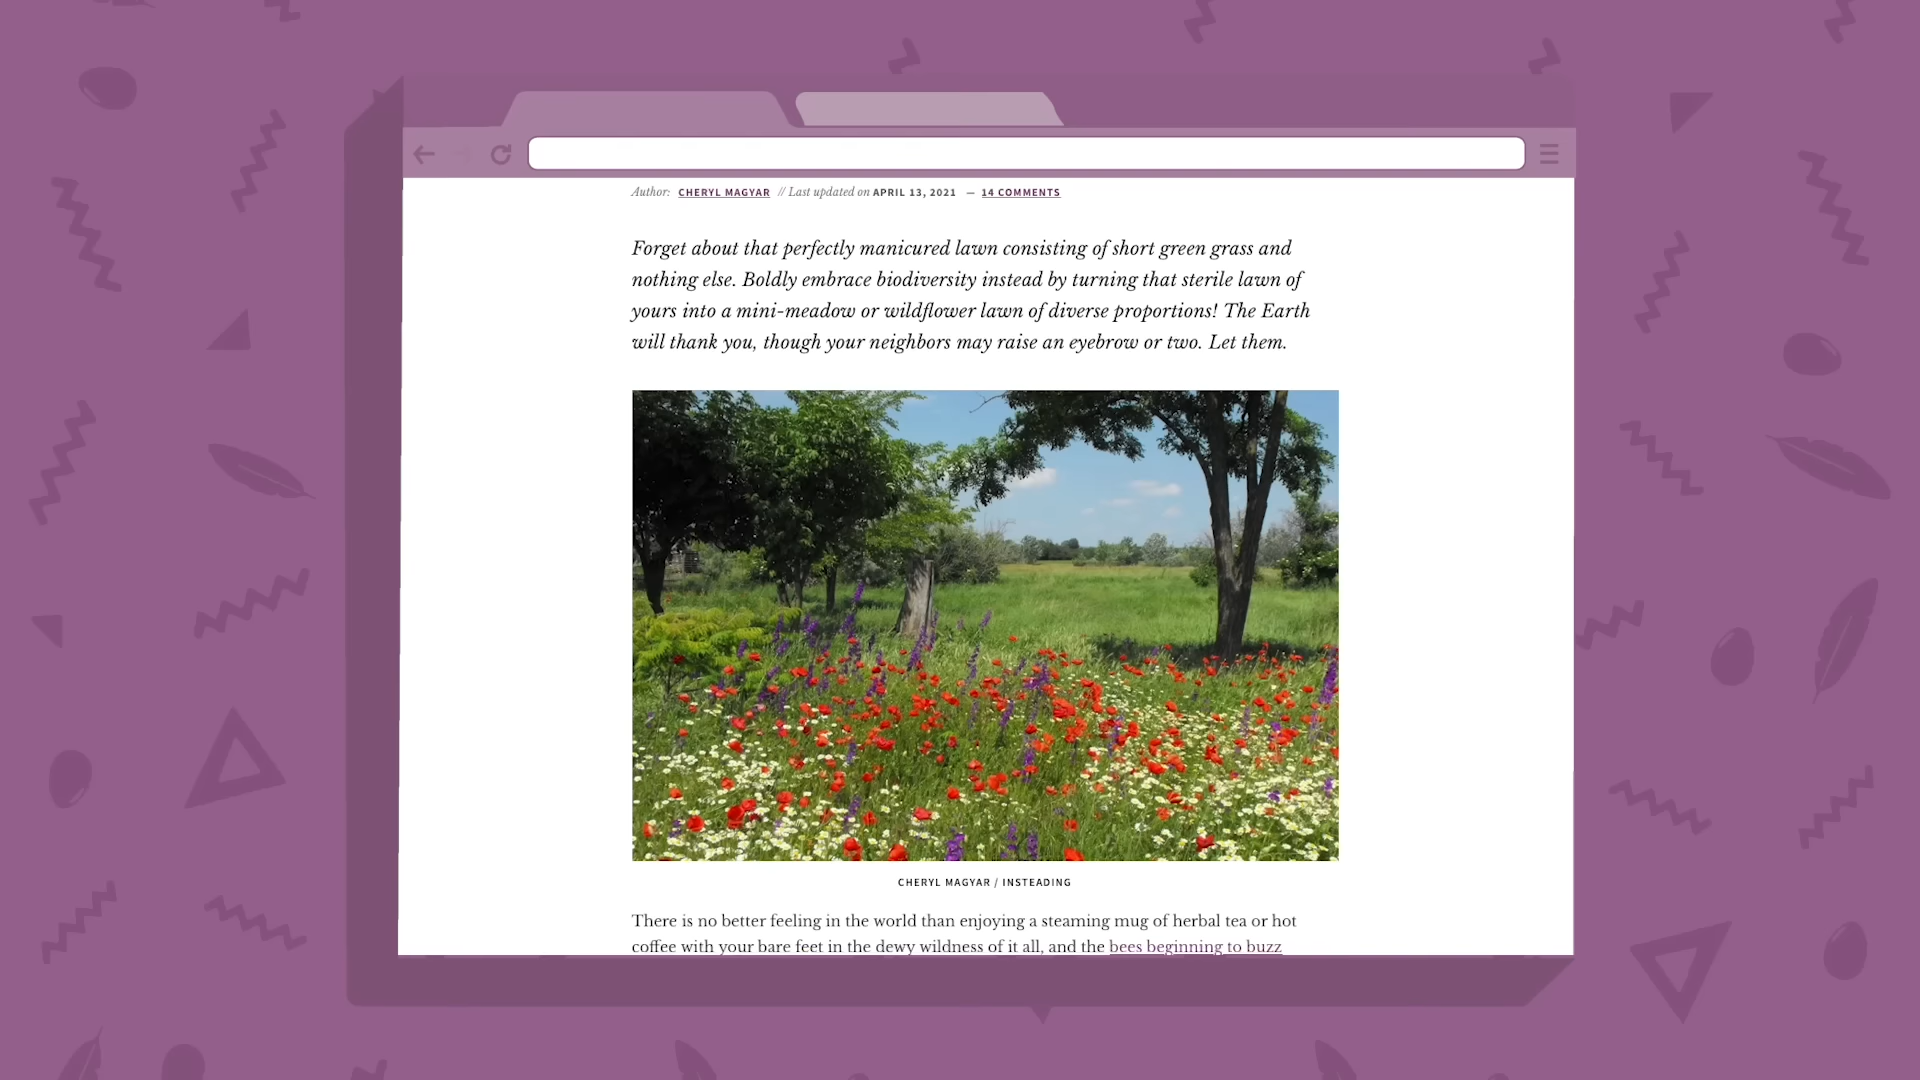 Author: CHERYL MAGYAR // Last updated on APRIL 13, 2021 — 14 COMMENTS
Forget about that perfectly manicured lawn consisting of short green grass and
nothing else. Boldly embrace biodiversity instead by turning that sterile lawn of
yours into a mini-meadow or wildflower lawn of diverse proportions! The Earth
will thank you, though your neighbors may raise an eyebrow or two. Let them.
CHERYL MAGYAR / INSTEADING
There is no better feeling in the world than enjoying a steaming mug of herbal tea or hot
coffee with your bare feet in the dewy wildness of it all, and the bees beginning to buzz